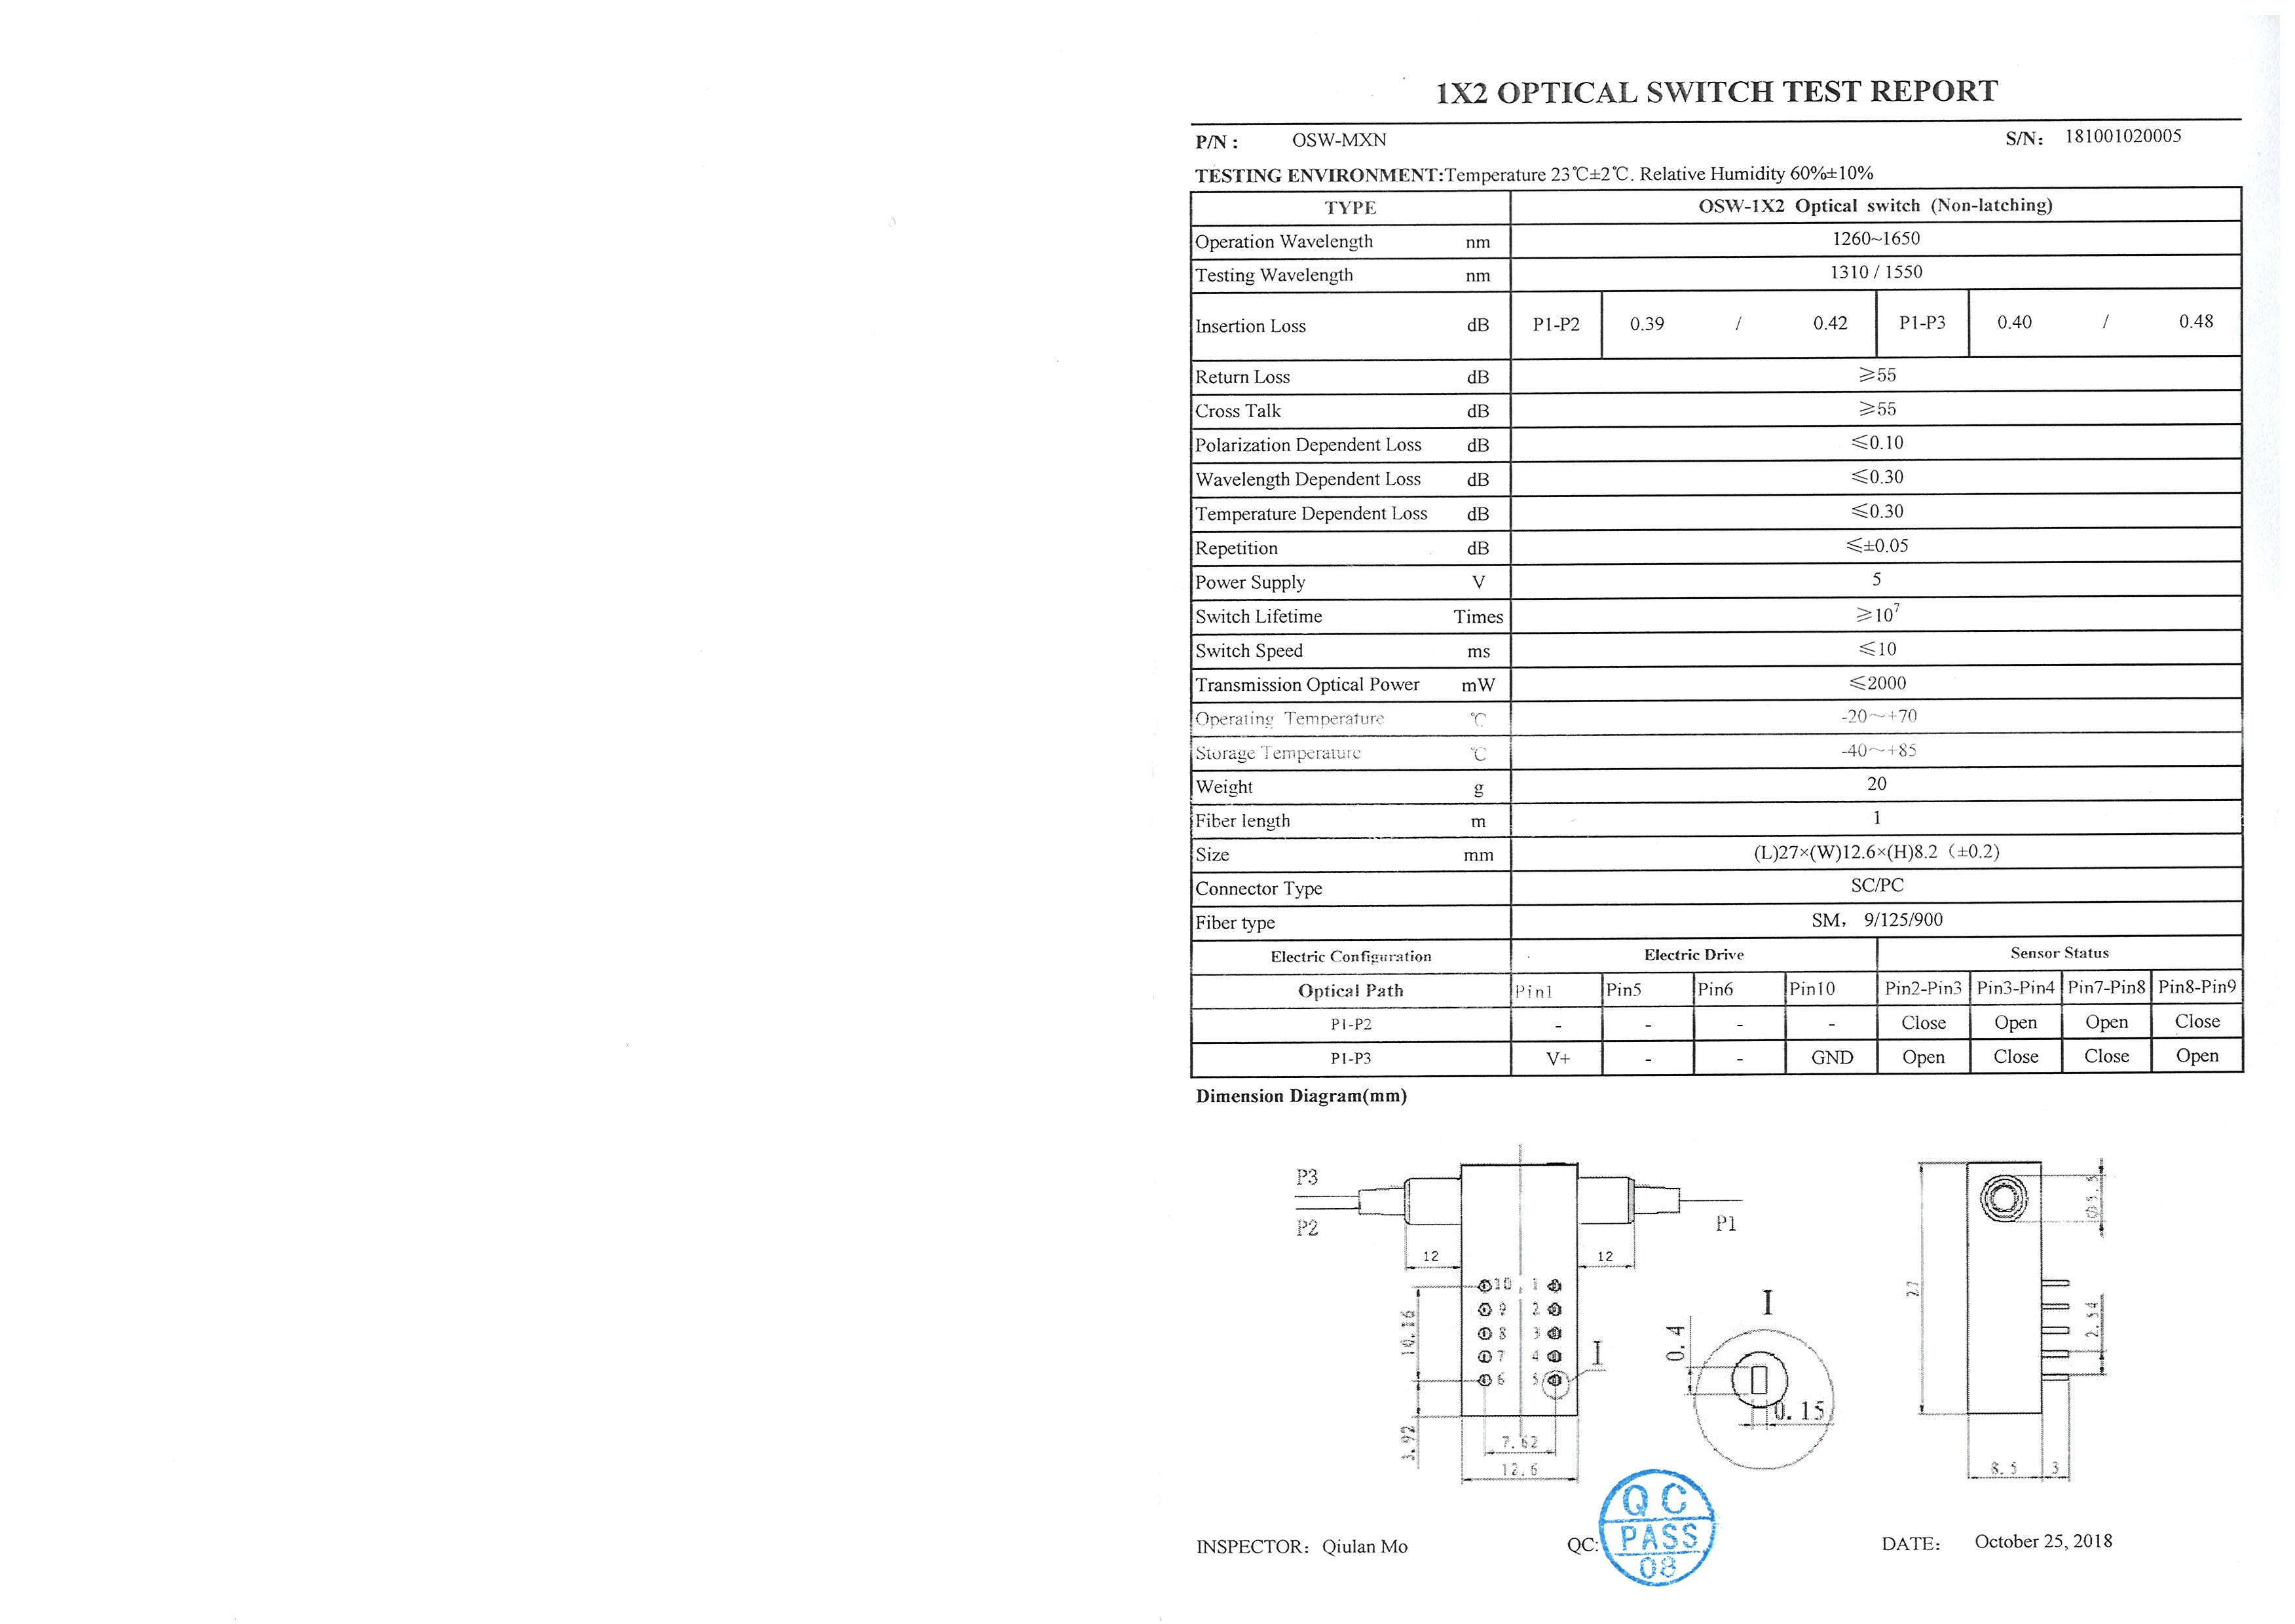 1X2 OPTICAL SWITCH TEST REPORT
P/N : OSW-MXN S/N: 181001020005
TESTING ENVIRONMENT:Temperature 23℃±2℃. Relative Humidity 60%±10%
TYPE OSW-1X2 Optical switch (Non-latching)
Operation Wavelength nm 1260~1650
Testing Wavelength nm 1310 / 1550
Insertion Loss dB P1-P2 0.39 / 0.42 P1-P3 0.40 / 0.48
Return Loss dB ≥55
Cross Talk dB ≥55
Polarization Dependent Loss dB ≤0.10
Wavelength Dependent Loss dB ≤0.30
Temperature Dependent Loss dB ≤0.30
Repetition dB ≤±0.05
Power Supply V 5
Switch Lifetime Times ≥10⁷
Switch Speed ms ≤10
Transmission Optical Power mW ≤2000
Operating Temperature ℃ -20～+70
Storage Temperature ℃ -40～+85
Weight g 20
Fiber length m 1
Size mm (L)27×(W)12.6×(H)8.2 (±0.2)
Connector Type SC/PC
Fiber type SM, 9/125/900
Electric Configuration Electric Drive Sensor Status
Optical Path Pin1 Pin5 Pin6 Pin10 Pin2-Pin3 Pin3-Pin4 Pin7-Pin8 Pin8-Pin9
P1-P2 - - - - Close Open Open Close
P1-P3 V+ - - GND Open Close Close Open
Dimension Diagram(mm)
P3
P2
P1
12 12
10 1
9 2
8 3
7 4
6 5
10.16
3.92
7.62
12.6
I
I
0.4
0.15
Ø5.5
27
2.54
8.5 3
INSPECTOR: Qiulan Mo QC: DATE: October 25, 2018
QC
PASS
08